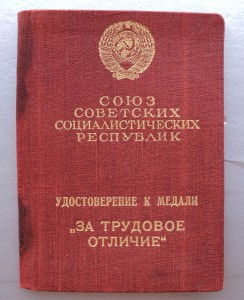 СОЮЗ
СОВЕТСКИХ
СОЦИАЛИСТИЧЕСКИХ
РЕСПУБЛИК
УДОСТОВЕРЕНИЕ К МЕДАЛИ
„ЗА ТРУДОВОЕ
ОТЛИЧИЕ“